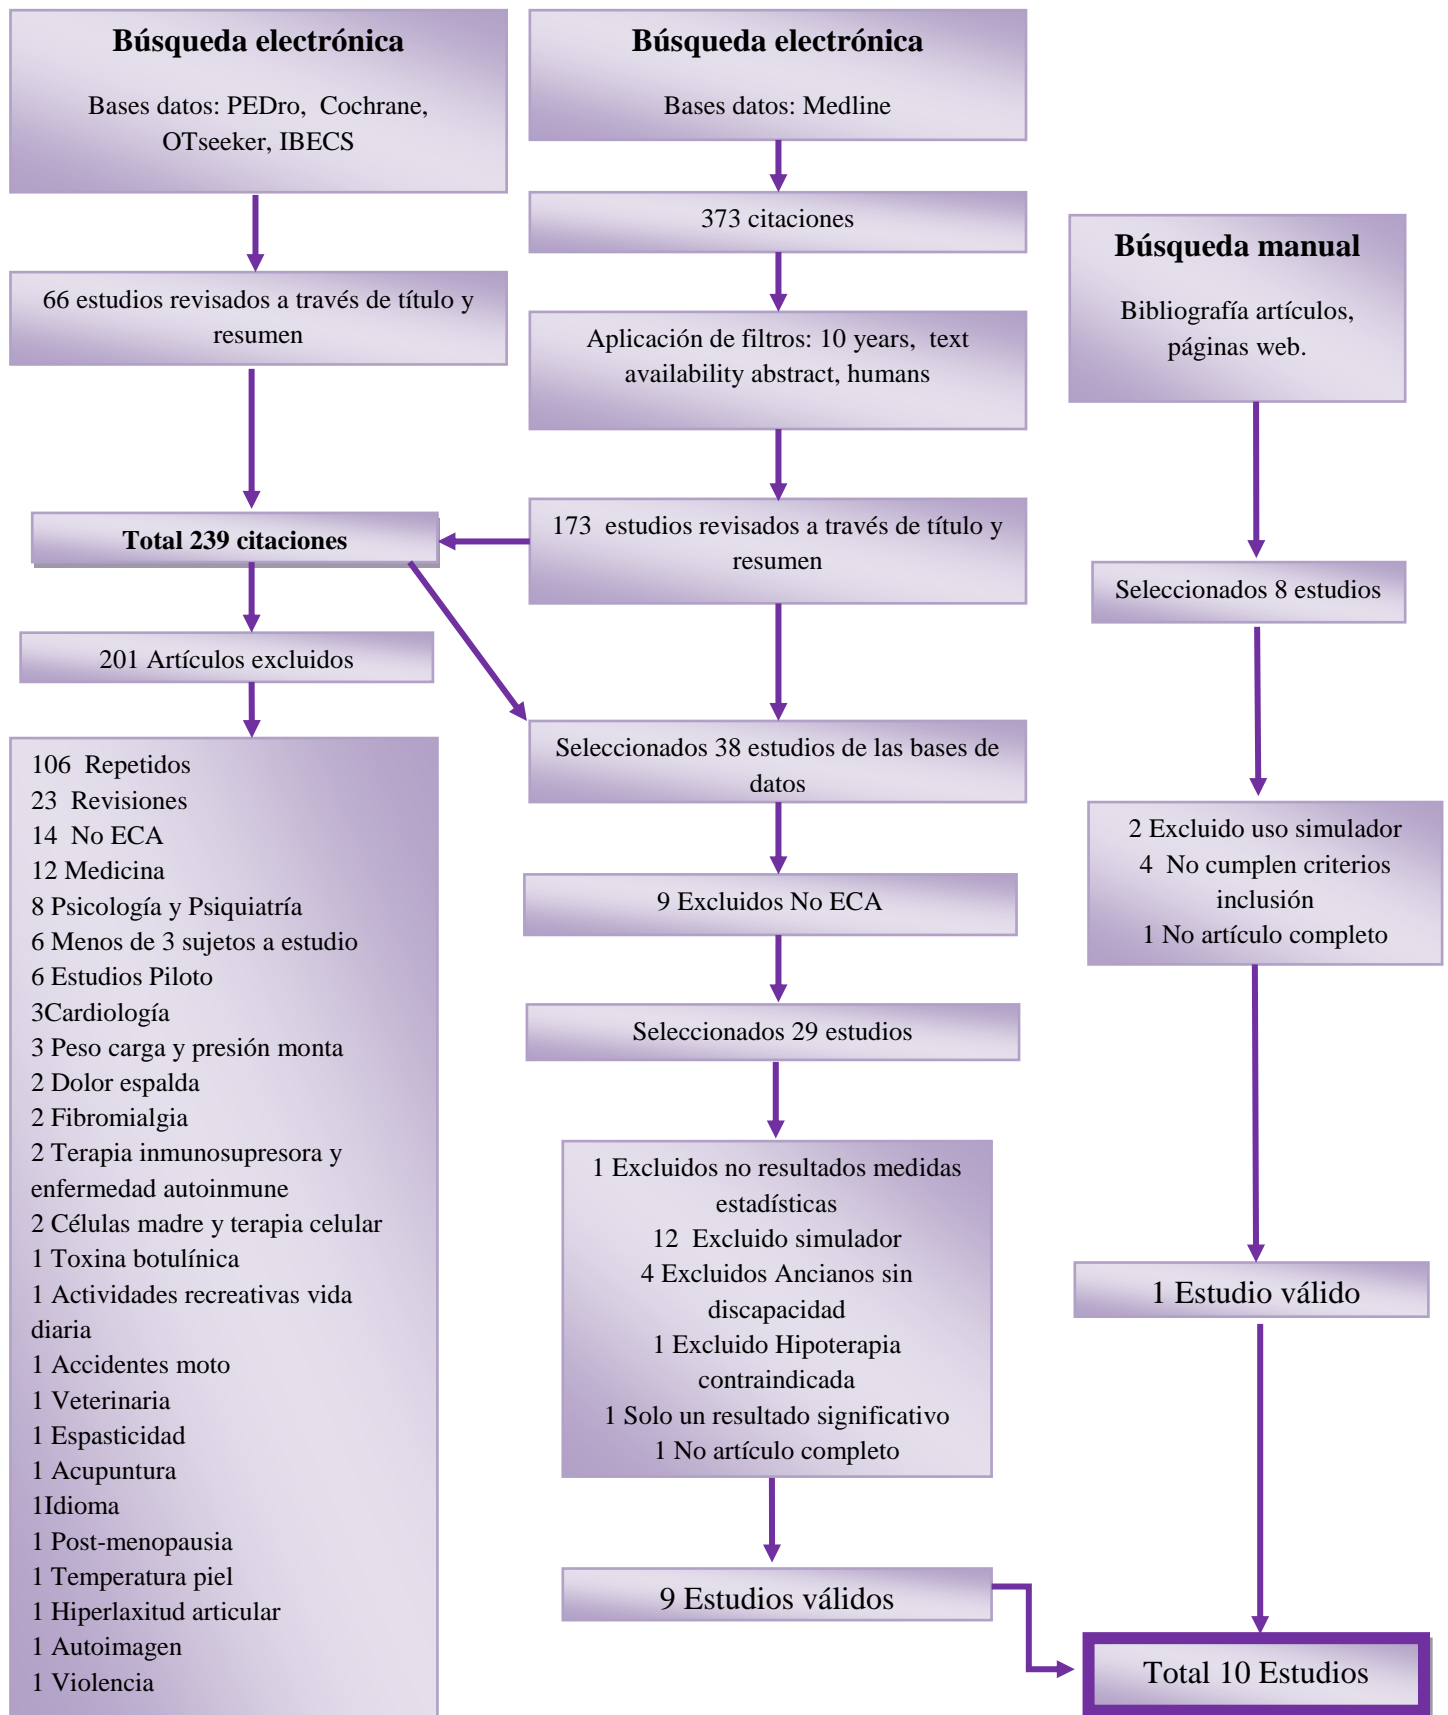 Búsqueda electrónica
Bases datos: PEDro, Cochrane,
OTseeker, IBECS
66 estudios revisados a través de título y
resumen
Total 239 citaciones
201 Artículos excluidos
106 Repetidos
23 Revisiones
14 No ECA
12 Medicina
8 Psicología y Psiquiatría
6 Menos de 3 sujetos a estudio
6 Estudios Piloto
3Cardiología
3 Peso carga y presión monta
2 Dolor espalda
2 Fibromialgia
2 Terapia inmunosupresora y
enfermedad autoinmune
2 Células madre y terapia celular
1 Toxina botulínica
1 Actividades recreativas vida
diaria
1 Accidentes moto
1 Veterinaria
1 Espasticidad
1 Acupuntura
1Idioma
1 Post-menopausia
1 Temperatura piel
1 Hiperlaxitud articular
1 Autoimagen
1 Violencia
Búsqueda electrónica
Bases datos: Medline
373 citaciones
Aplicación de filtros: 10 years, text
availability abstract, humans
173 estudios revisados a través de título y
resumen
Seleccionados 38 estudios de las bases de
datos
9 Excluidos No ECA
Seleccionados 29 estudios
1 Excluidos no resultados medidas
estadísticas
12 Excluido simulador
4 Excluidos Ancianos sin
discapacidad
1 Excluido Hipoterapia
contraindicada
1 Solo un resultado significativo
1 No artículo completo
9 Estudios válidos
Búsqueda manual
Bibliografía artículos,
páginas web.
Seleccionados 8 estudios
2 Excluido uso simulador
4 No cumplen criterios
inclusión
1 No artículo completo
1 Estudio válido
Total 10 Estudios